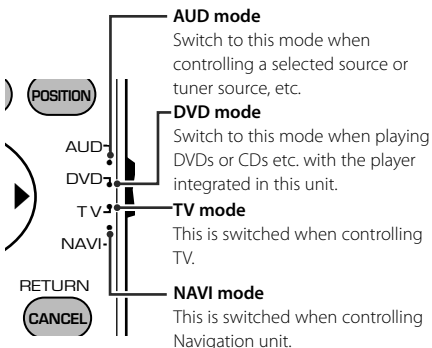 AUD mode
Switch to this mode when
controlling a selected source or
tuner source, etc.
DVD mode
Switch to this mode when playing
DVDs or CDs etc. with the player
integrated in this unit.
TV mode
This is switched when controlling
TV.
NAVI mode
This is switched when controlling
Navigation unit.
POSITION
AUD
DVD
TV
NAVI
RETURN
CANCEL